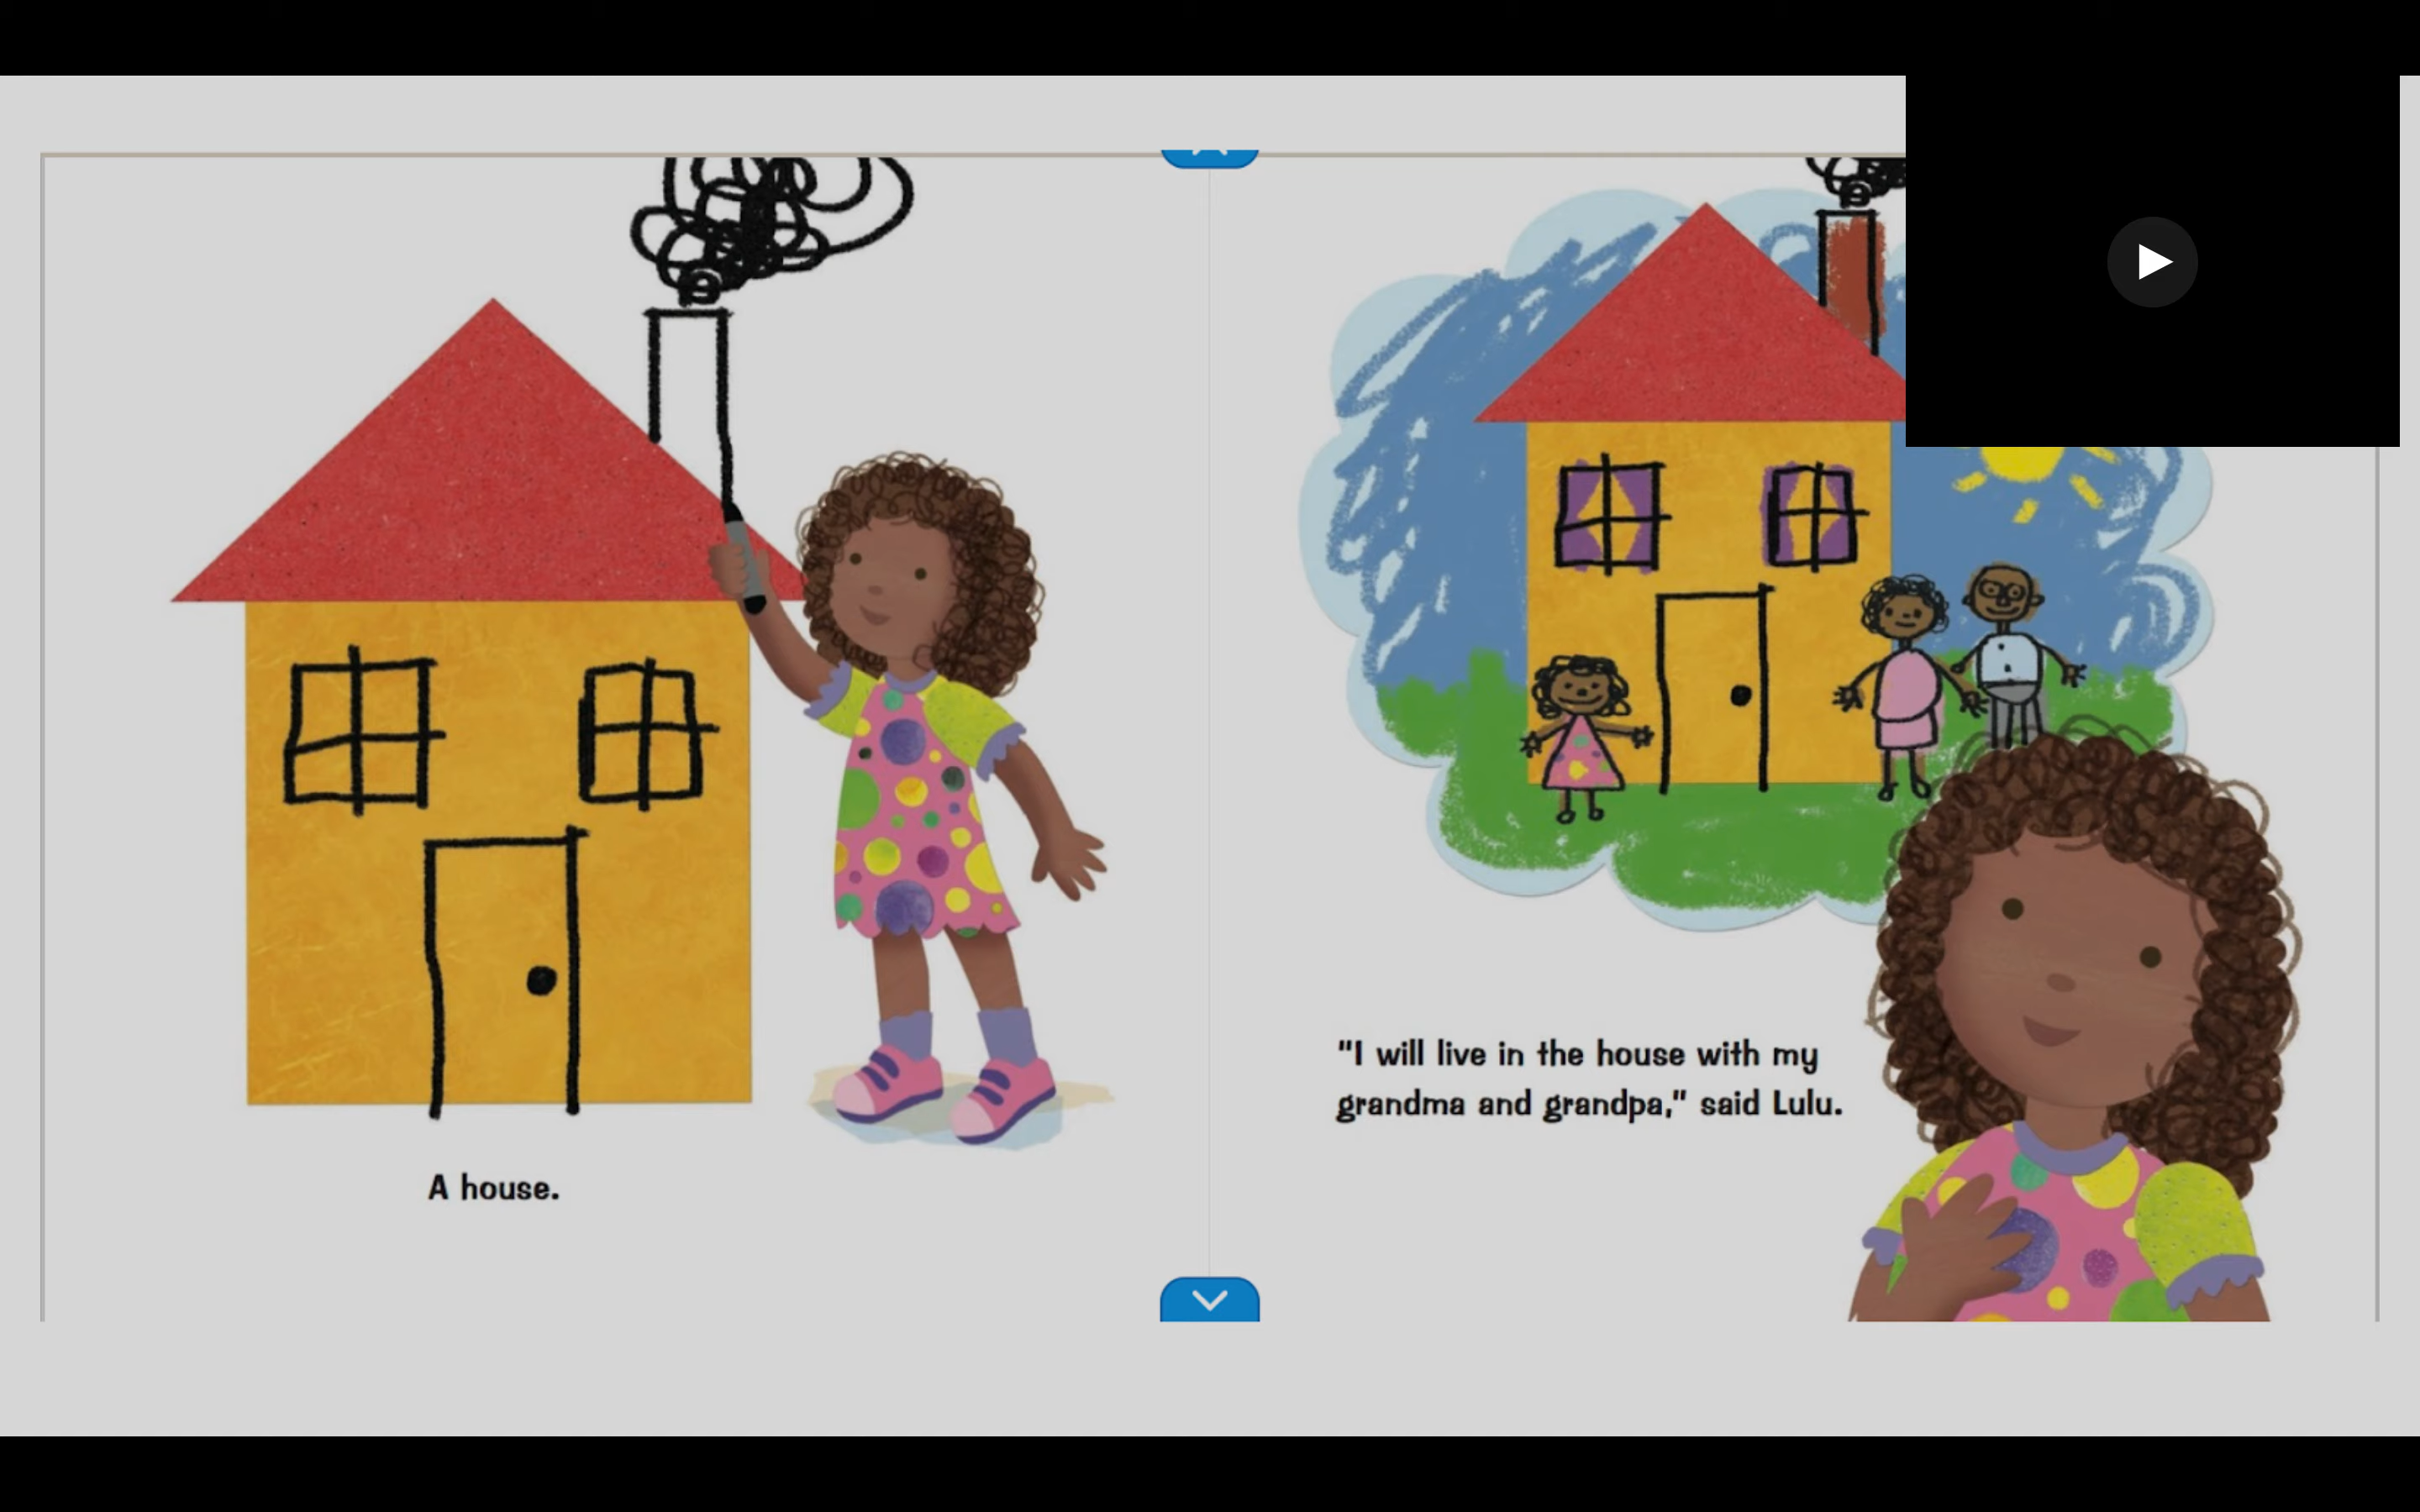 A house.
"I will live in the house with my
grandma and grandpa," said Lulu.